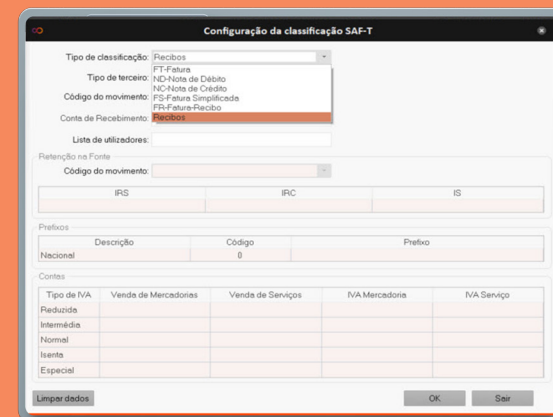 Configuração da classificação SAF-T
Tipo de classificação: Recibos
FT-Fatura
Tipo de terceiro: ND-Nota de Débito
NC-Nota de Crédito
Código do movimento: FS-Fatura Simplificada
FR-Fatura-Recibo
Conta de Recebimento: Recibos
Lista de utilizadores:
Retenção na Fonte
Código do movimento:
IRS IRC IS
Prefixos
Descrição Código Prefixo
Nacional 0
Contas
Tipo de IVA Venda de Mercadorias Venda de Serviços IVA Mercadoria IVA Serviço
Reduzida
Intermédia
Normal
Isenta
Especial
Limpar dados OK Sair